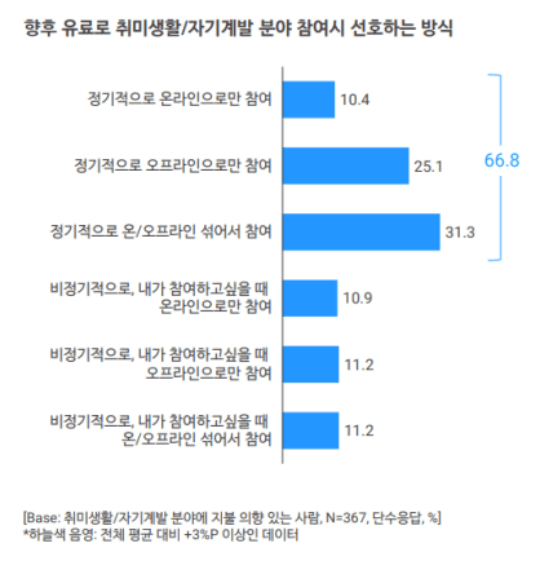 향후 유료로 취미생활/자기계발 분야 참여시 선호하는 방식
정기적으로 온라인으로만 참여 10.4
정기적으로 오프라인으로만 참여 25.1
66.8
정기적으로 온/오프라인 섞어서 참여 31.3
비정기적으로, 내가 참여하고싶을 때
온라인으로만 참여 10.9
비정기적으로, 내가 참여하고싶을 때
오프라인으로만 참여 11.2
비정기적으로, 내가 참여하고싶을 때
온/오프라인 섞어서 참여 11.2
[Base: 취미생활/자기계발 분야에 지불 의향 있는 사람, N=367, 단수응답, %]
*하늘색 음영: 전체 평균 대비 +3%P 이상인 데이터